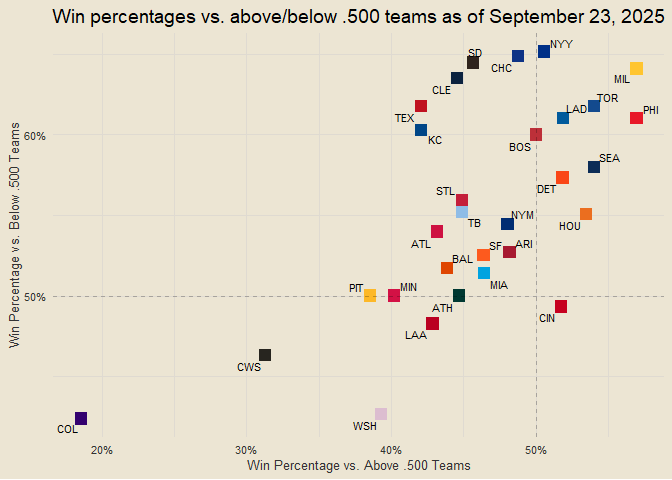 Win percentages vs. above/below .500 teams as of September 23, 2025
NYY
SD
CHC
MIL
CLE
TOR
LAD
PHI
TEX
60%
KC
BOS
SEA
DET
STL
TB
NYM
HOU
ATL
SF
ARI
BAL
MIA
PIT
MIN
50%
ATH
CIN
LAA
CWS
WSH
COL
Win Percentage vs. Below .500 Teams
20%
30%
40%
50%
Win Percentage vs. Above .500 Teams